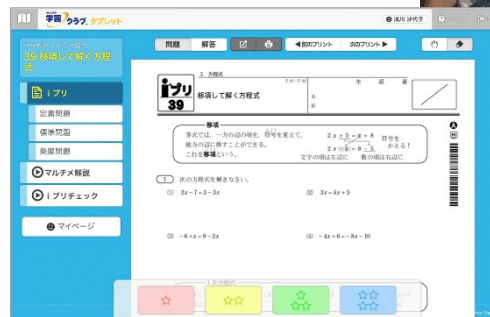 学習クラブ タブレット
浅川 沙代子
39.移項して解く方程式
iプリ
定着問題
標準問題
発展問題
マルチメ解説
iプリチェック
マイページ
問題 解答
◀前のプリント 次のプリント▶
3. 方程式
iプリ
39
移項して解く方程式
年 組 番
移項
等式では、一方の辺の項を、符号を変えて、
他方の辺に移すことができる。
これを移項という。
2x+5=x+8
2x-x=8-5
符号を
かえる!
文字の項は左辺に 数の項は右辺に
1 次の方程式を解きなさい。
(1) 2x-7=3-3x
(2) 3x=4x+5
(3) -6+x=9-2x
(4) -4x+6=-8x-10